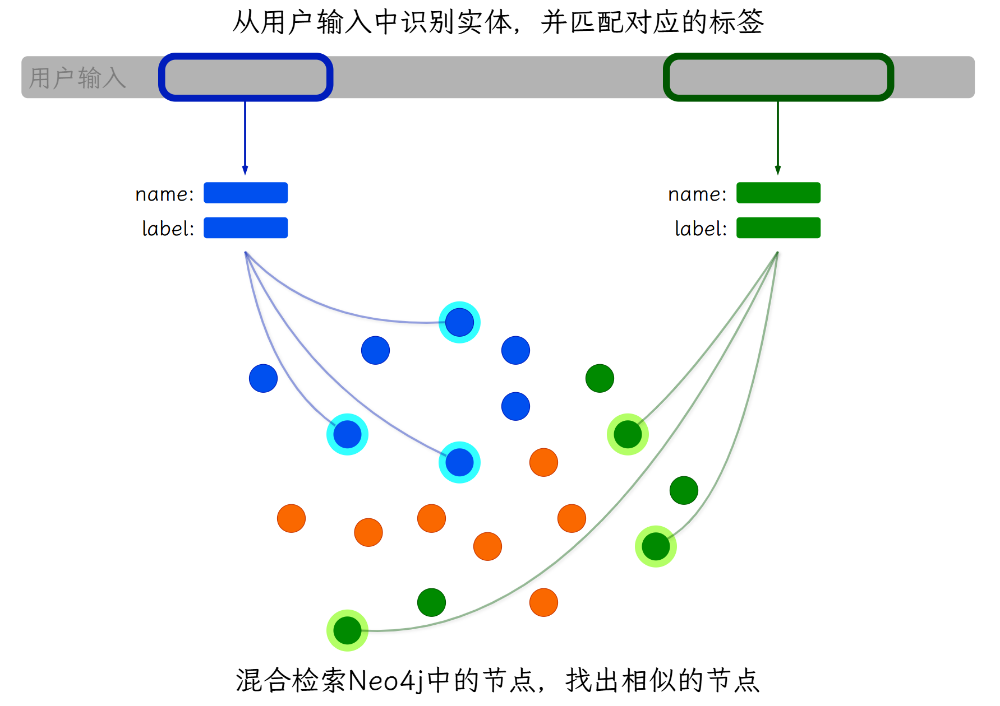 从用户输入中识别实体，并匹配对应的标签
用户输入
name:
name:
label:
label:
混合检索Neo4j中的节点，找出相似的节点